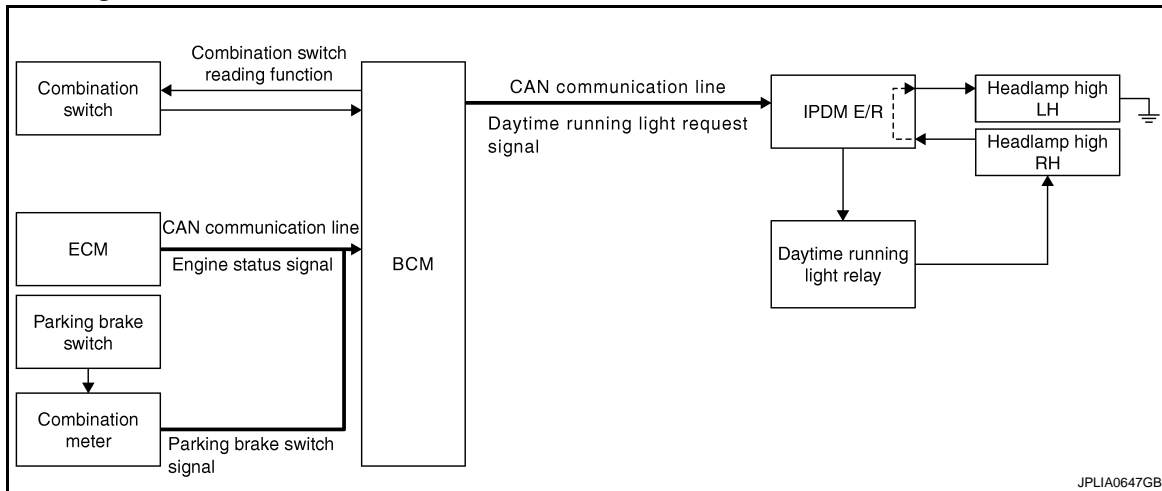 Combination switch
reading function
Combination
switch
CAN communication line
Daytime running light request
signal
IPDM E/R
Headlamp high
LH
Headlamp high
RH
ECM
CAN communication line
Engine status signal
BCM
Daytime running
light relay
Parking brake
switch
Combination
meter
Parking brake switch
signal
JPLIA0647GB